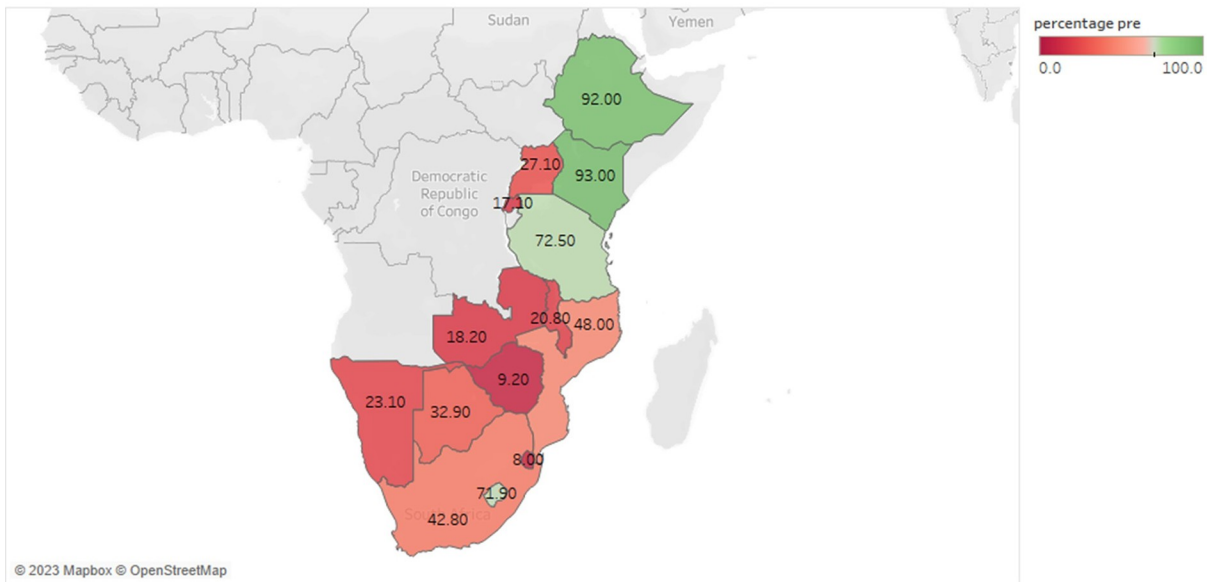 Sudan
Yemen
percentage pre
0.0
100.0
92.00
27.10
93.00
Democratic
Republic
of Congo
17.10
72.50
20.80
48.00
18.20
9.20
23.10
32.90
8.00
71.90
South Africa
42.80
© 2023 Mapbox © OpenStreetMap